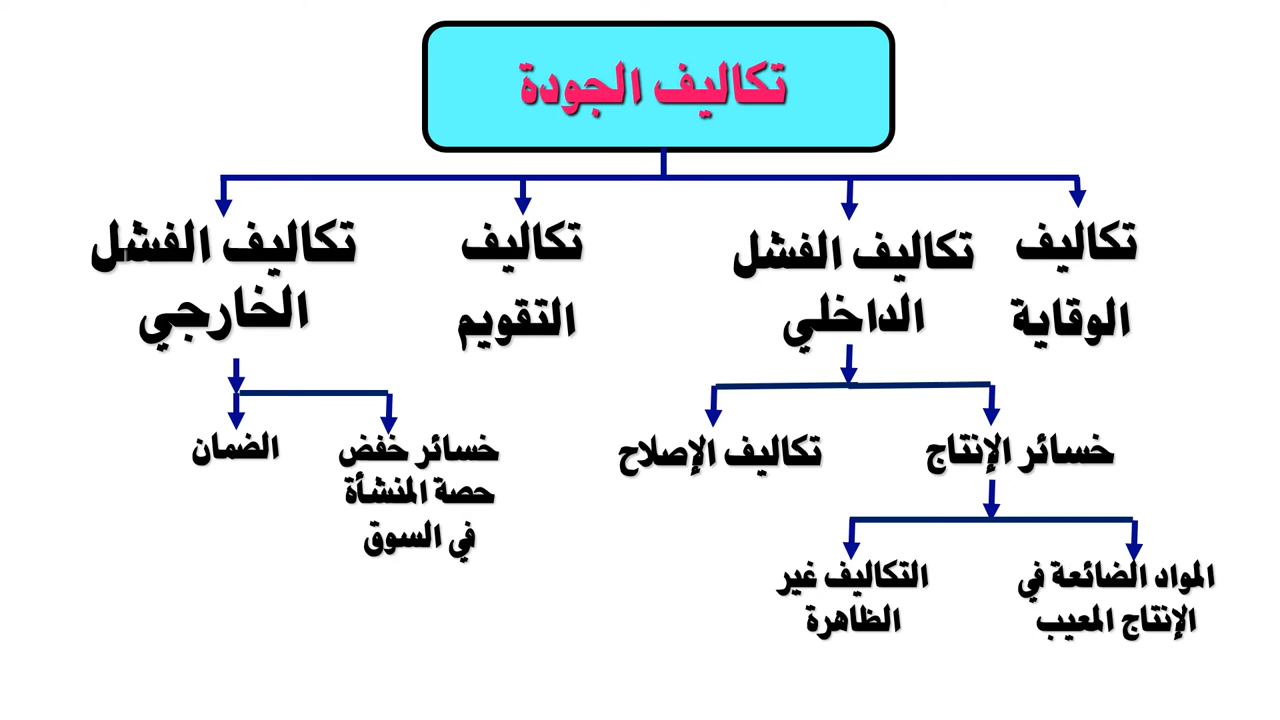 تكاليف الجودة
تكاليف
الوقاية
تكاليف الفشل
الداخلي
تكاليف
التقويم
تكاليف الفشل
الخارجي
خسائر الإنتاج
تكاليف الإصلاح
خسائر خفض
حصة المنشأة
في السوق
الضمان
المواد الضائعة في
الإنتاج المعيب
التكاليف غير
الظاهرة